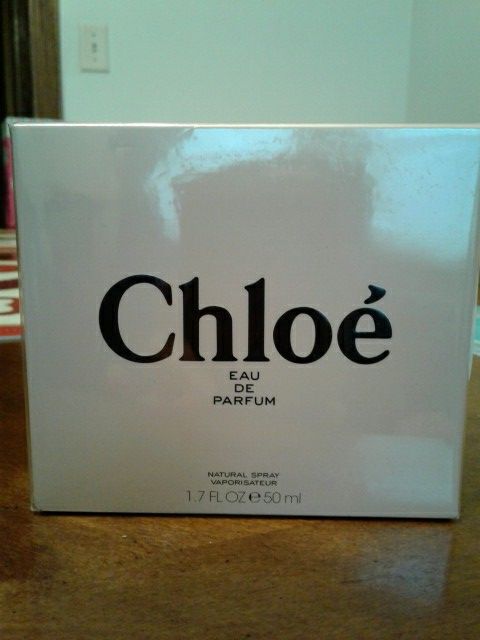 Chloé
EAU
DE
PARFUM
NATURAL SPRAY
VAPORISATEUR
1.7 FL OZ ℮ 50 ml